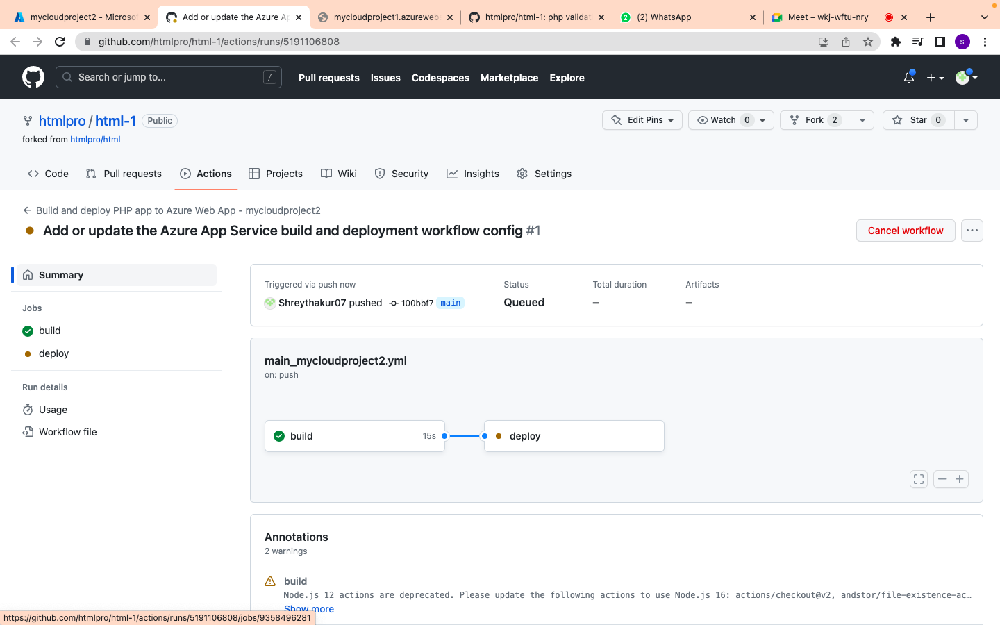 mycloudproject2 - Microsof
Add or update the Azure Ap
mycloudproject1.azureweb
htmlpro/html-1: php validat
2
(2) WhatsApp
Meet – wkj-wftu-nry
github.com/htmlpro/html-1/actions/runs/5191106808
S
Search or jump to...
/
Pull requests
Issues
Codespaces
Marketplace
Explore
htmlpro / html-1
Public
Edit Pins
Watch 0
Fork 2
Star 0
forked from htmlpro/html
Code
Pull requests
Actions
Projects
Wiki
Security
Insights
Settings
Build and deploy PHP app to Azure Web App - mycloudproject2
Add or update the Azure App Service build and deployment workflow config #1
Cancel workflow
Summary
Jobs
build
deploy
Run details
Usage
Workflow file
Triggered via push now
Shreythakur07 pushed 100bbf7 main
Status
Queued
Total duration
–
Artifacts
–
main_mycloudproject2.yml
on: push
build
15s
deploy
Annotations
2 warnings
build
Node.js 12 actions are deprecated. Please update the following actions to use Node.js 16: actions/checkout@v2, andstor/file-existence-ac…
Show more
https://github.com/htmlpro/html-1/actions/runs/5191106808/jobs/9358496281